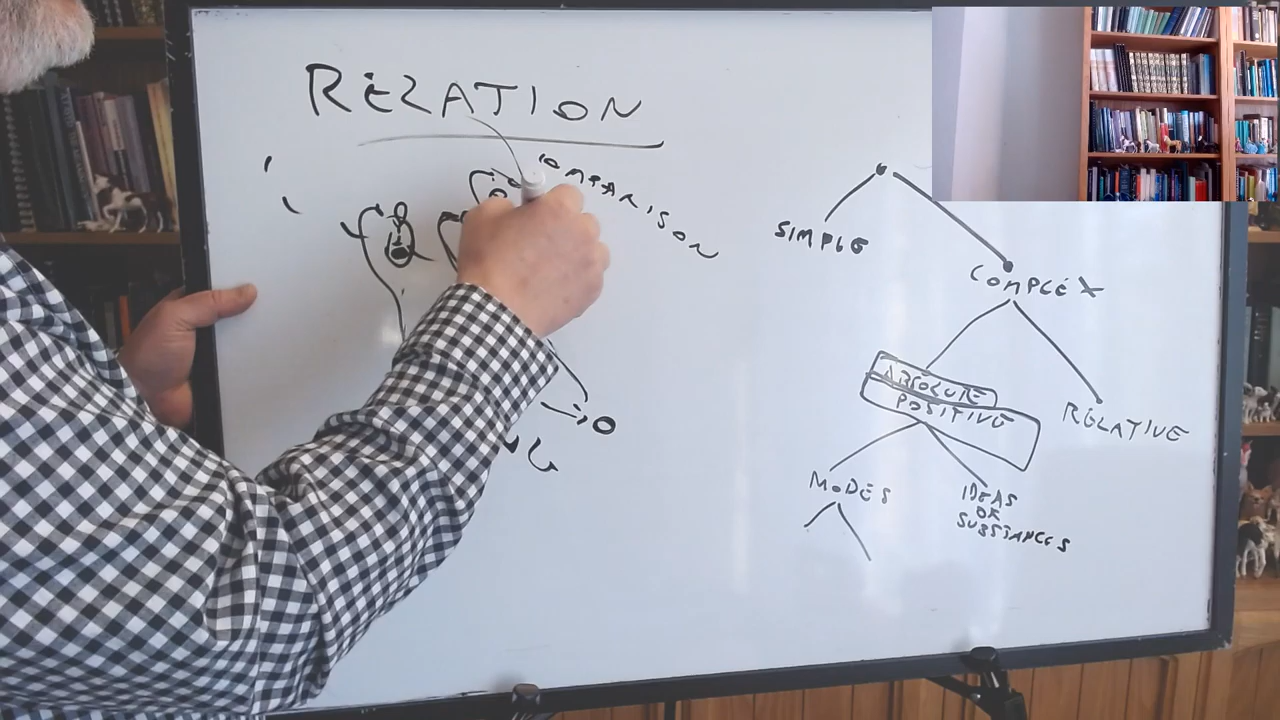 RELATION
COMPARISON
SIMPLE
COMPLEX
ABSOLUTE
POSITIVE
RELATIVE
MODES
IDEAS
OF
SUBSTANCES